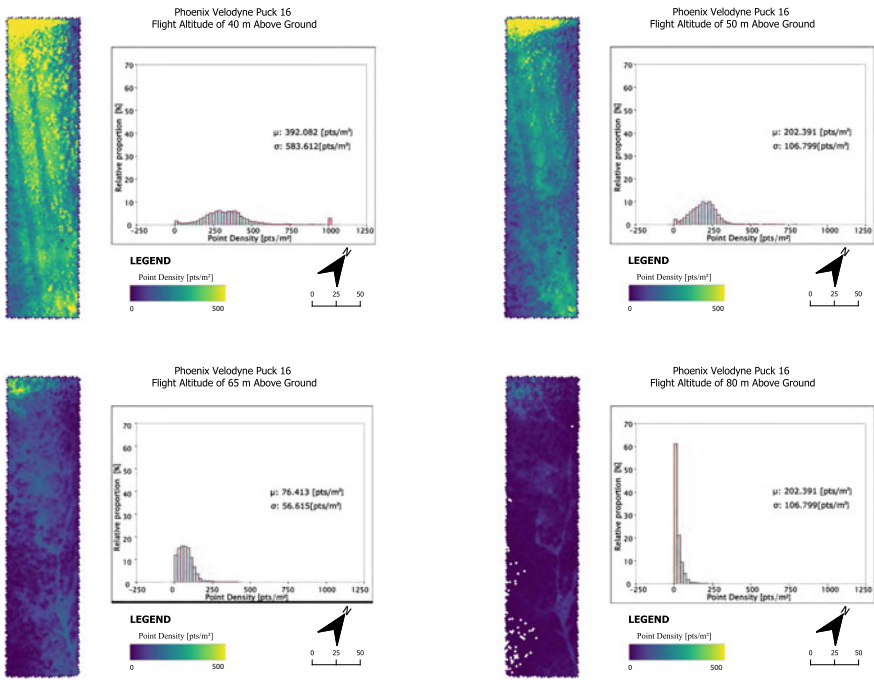 Phoenix Velodyne Puck 16
Flight Altitude of 40 m Above Ground
70
60
50
40
30
20
10
0
Relative proportion [%]
μ: 392.082 [pts/m²]
σ: 583.612[pts/m²]
-250
0
250
500
750
1000
1250
Point Density [pts/m²]
LEGEND
Point Density [pts/m²]
0
500
N
0
25
50
Phoenix Velodyne Puck 16
Flight Altitude of 50 m Above Ground
70
60
50
40
30
20
10
0
Relative proportion [%]
μ: 202.391 [pts/m²]
σ: 106.799[pts/m²]
-250
0
250
500
750
1000
1250
Point Density [pts/m²]
LEGEND
Point Density [pts/m²]
0
500
N
0
25
50
Phoenix Velodyne Puck 16
Flight Altitude of 65 m Above Ground
70
60
50
40
30
20
10
0
Relative proportion [%]
μ: 76.413 [pts/m²]
σ: 56.615[pts/m²]
-250
0
250
500
750
1000
1250
Point Density [pts/m²]
LEGEND
Point Density [pts/m²]
0
500
N
0
25
50
Phoenix Velodyne Puck 16
Flight Altitude of 80 m Above Ground
70
60
50
40
30
20
10
0
Relative proportion [%]
μ: 202.391 [pts/m²]
σ: 106.799[pts/m²]
-250
0
250
500
750
1000
1250
Point Density [pts/m²]
LEGEND
Point Density [pts/m²]
0
500
N
0
25
50